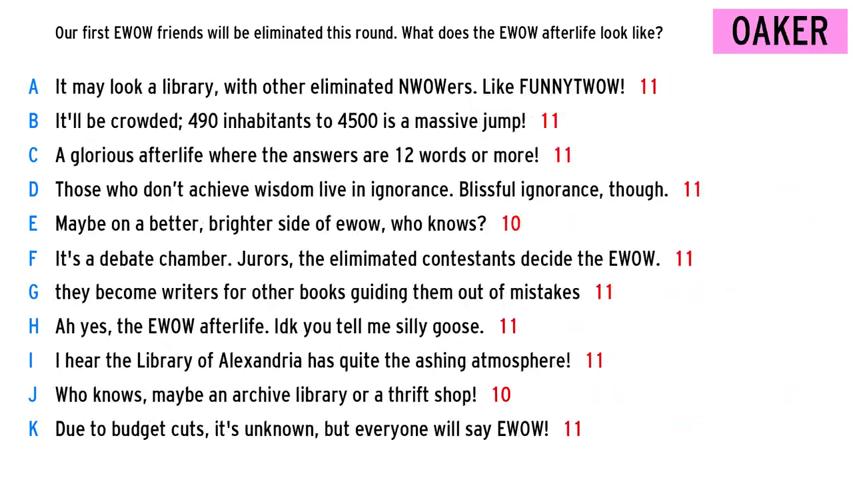 Our first EWOW friends will be eliminated this round. What does the EWOW afterlife look like?
OAKER
A It may look a library, with other eliminated NWOWers. Like FUNNYTWOW! 11
B It'll be crowded; 490 inhabitants to 4500 is a massive jump! 11
C A glorious afterlife where the answers are 12 words or more! 11
D Those who don’t achieve wisdom live in ignorance. Blissful ignorance, though. 11
E Maybe on a better, brighter side of ewow, who knows? 10
F It's a debate chamber. Jurors, the elimimated contestants decide the EWOW. 11
G they become writers for other books guiding them out of mistakes 11
H Ah yes, the EWOW afterlife. Idk you tell me silly goose. 11
I I hear the Library of Alexandria has quite the ashing atmosphere! 11
J Who knows, maybe an archive library or a thrift shop! 10
K Due to budget cuts, it's unknown, but everyone will say EWOW! 11